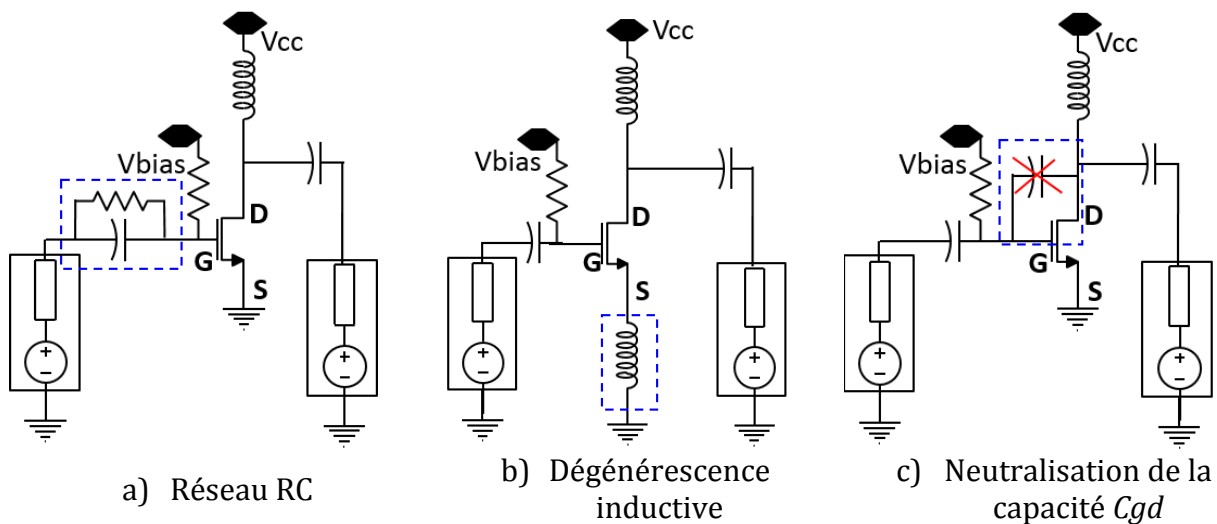 Vcc
Vbias
D
G
S
+
−
+
−
a) Réseau RC
Vcc
Vbias
D
G
S
+
−
+
−
b) Dégénérescence
inductive
Vcc
Vbias
D
G
S
+
−
+
−
c) Neutralisation de la
capacité Cgd